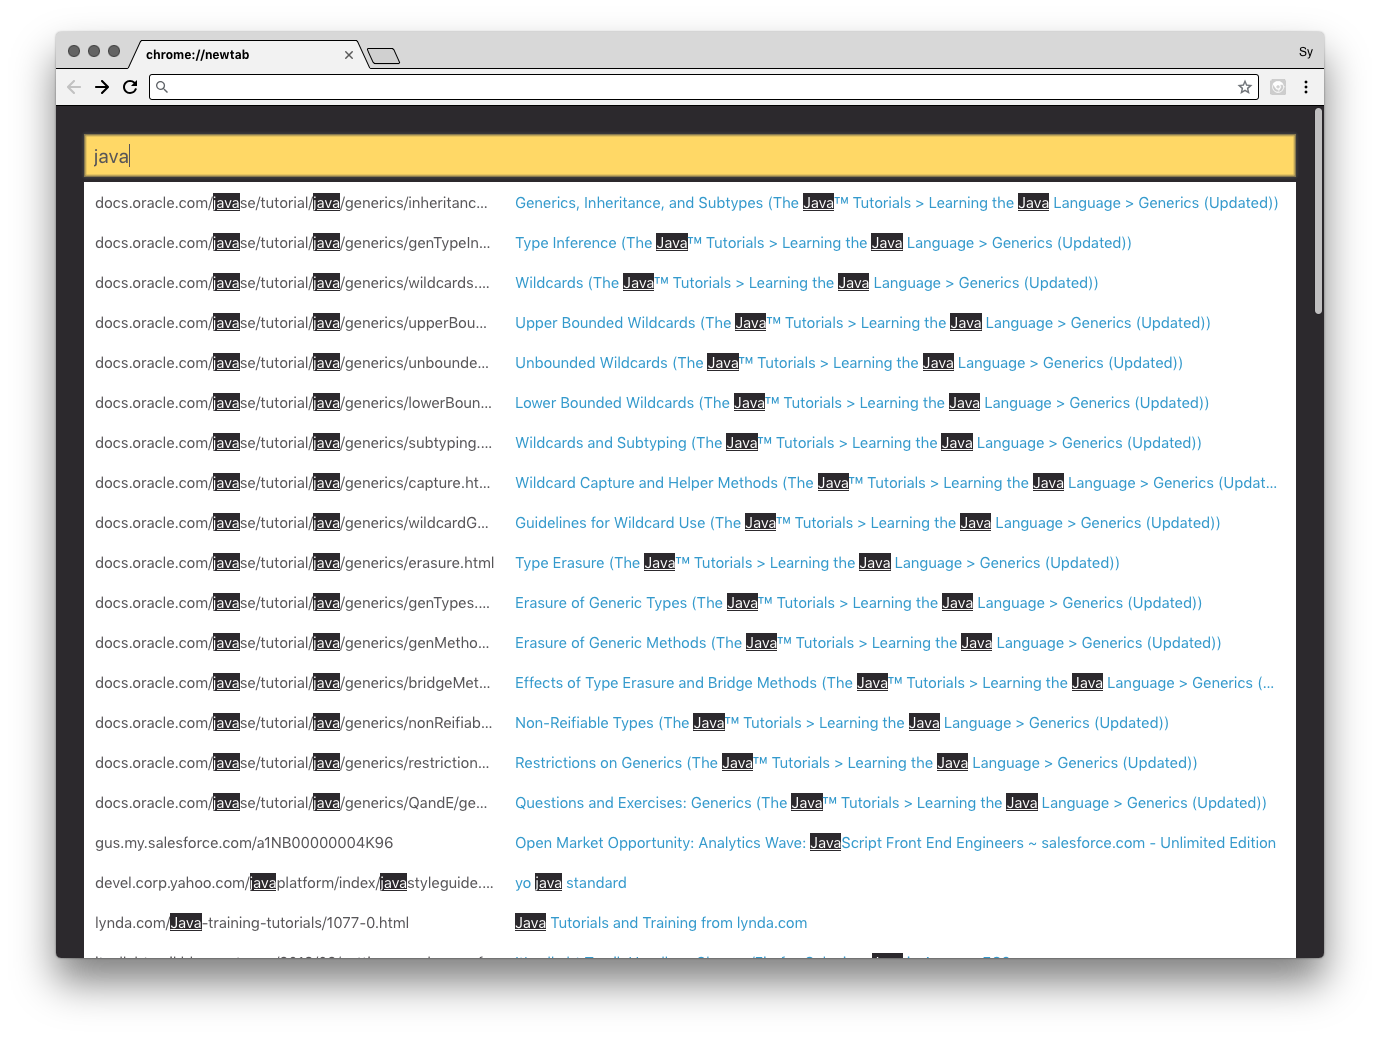 chrome://newtab
Sy
java
docs.oracle.com/javase/tutorial/java/generics/inheritanc... Generics, Inheritance, and Subtypes (The Java™ Tutorials > Learning the Java Language > Generics (Updated))
docs.oracle.com/javase/tutorial/java/generics/genTypeIn... Type Inference (The Java™ Tutorials > Learning the Java Language > Generics (Updated))
docs.oracle.com/javase/tutorial/java/generics/wildcards.... Wildcards (The Java™ Tutorials > Learning the Java Language > Generics (Updated))
docs.oracle.com/javase/tutorial/java/generics/upperBou... Upper Bounded Wildcards (The Java™ Tutorials > Learning the Java Language > Generics (Updated))
docs.oracle.com/javase/tutorial/java/generics/unbounde... Unbounded Wildcards (The Java™ Tutorials > Learning the Java Language > Generics (Updated))
docs.oracle.com/javase/tutorial/java/generics/lowerBoun... Lower Bounded Wildcards (The Java™ Tutorials > Learning the Java Language > Generics (Updated))
docs.oracle.com/javase/tutorial/java/generics/subtyping.... Wildcards and Subtyping (The Java™ Tutorials > Learning the Java Language > Generics (Updated))
docs.oracle.com/javase/tutorial/java/generics/capture.ht... Wildcard Capture and Helper Methods (The Java™ Tutorials > Learning the Java Language > Generics (Updat...
docs.oracle.com/javase/tutorial/java/generics/wildcardG... Guidelines for Wildcard Use (The Java™ Tutorials > Learning the Java Language > Generics (Updated))
docs.oracle.com/javase/tutorial/java/generics/erasure.html Type Erasure (The Java™ Tutorials > Learning the Java Language > Generics (Updated))
docs.oracle.com/javase/tutorial/java/generics/genTypes.... Erasure of Generic Types (The Java™ Tutorials > Learning the Java Language > Generics (Updated))
docs.oracle.com/javase/tutorial/java/generics/genMetho... Erasure of Generic Methods (The Java™ Tutorials > Learning the Java Language > Generics (Updated))
docs.oracle.com/javase/tutorial/java/generics/bridgeMet... Effects of Type Erasure and Bridge Methods (The Java™ Tutorials > Learning the Java Language > Generics (...
docs.oracle.com/javase/tutorial/java/generics/nonReifiab... Non-Reifiable Types (The Java™ Tutorials > Learning the Java Language > Generics (Updated))
docs.oracle.com/javase/tutorial/java/generics/restriction... Restrictions on Generics (The Java™ Tutorials > Learning the Java Language > Generics (Updated))
docs.oracle.com/javase/tutorial/java/generics/QandE/ge... Questions and Exercises: Generics (The Java™ Tutorials > Learning the Java Language > Generics (Updated))
gus.my.salesforce.com/a1NB00000004K96 Open Market Opportunity: Analytics Wave: JavaScript Front End Engineers ~ salesforce.com - Unlimited Edition
devel.corp.yahoo.com/javaplatform/index/javastyleguide.... yo java standard
lynda.com/Java-training-tutorials/1077-0.html Java Tutorials and Training from lynda.com